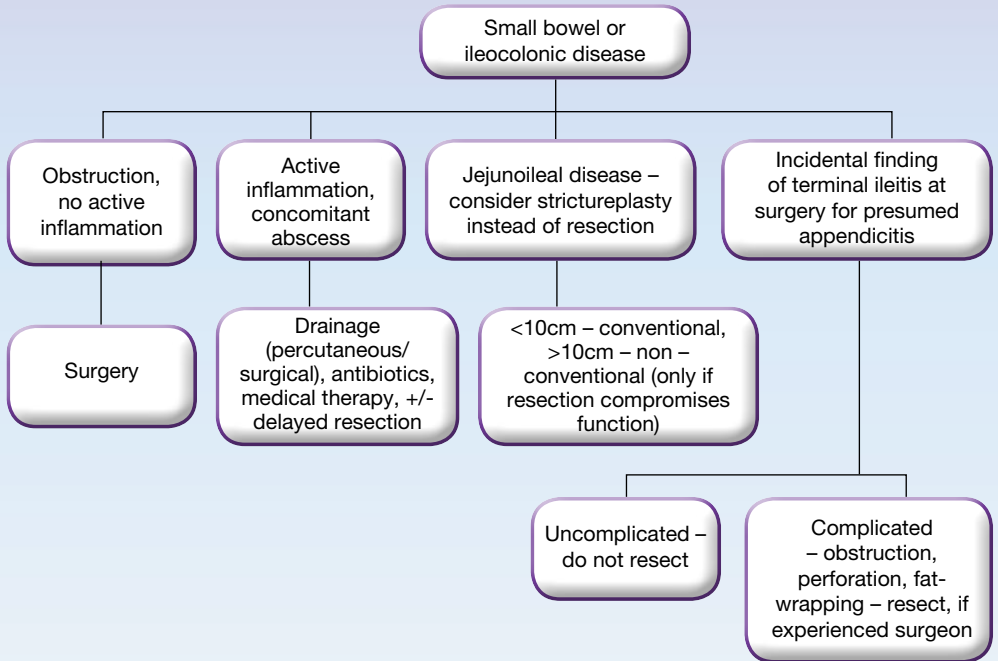 Small bowel or
ileocolonic disease
Obstruction,
no active
inflammation
Active
inflammation,
concomitant
abscess
Jejunoileal disease –
consider strictureplasty
instead of resection
Incidental finding
of terminal ileitis at
surgery for presumed
appendicitis
Surgery
Drainage
(percutaneous/
surgical), antibiotics,
medical therapy, +/-
delayed resection
<10cm – conventional,
>10cm – non –
conventional (only if
resection compromises
function)
Uncomplicated –
do not resect
Complicated
– obstruction,
perforation, fat-
wrapping – resect, if
experienced surgeon